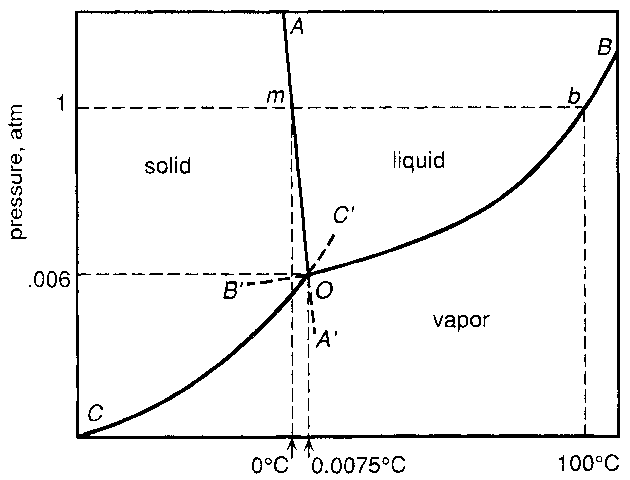 A
B
1
m
b
pressure, atm
solid
liquid
C'
.006
B'
O
A'
vapor
C
0°C
0.0075°C
100°C